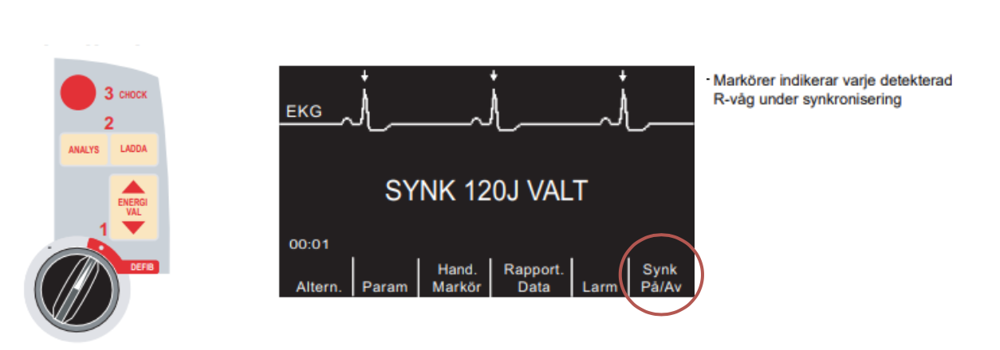 3 CHOCK
2
ANALYS LADDA
ENERGI
VAL
1
DEFIB
EKG
SYNK 120J VALT
00:01
Altern.
Param
Hand.
Markör
Rapport.
Data
Larm
Synk
På/Av
- Markörer indikerar varje detekterad
R-våg under synkronisering